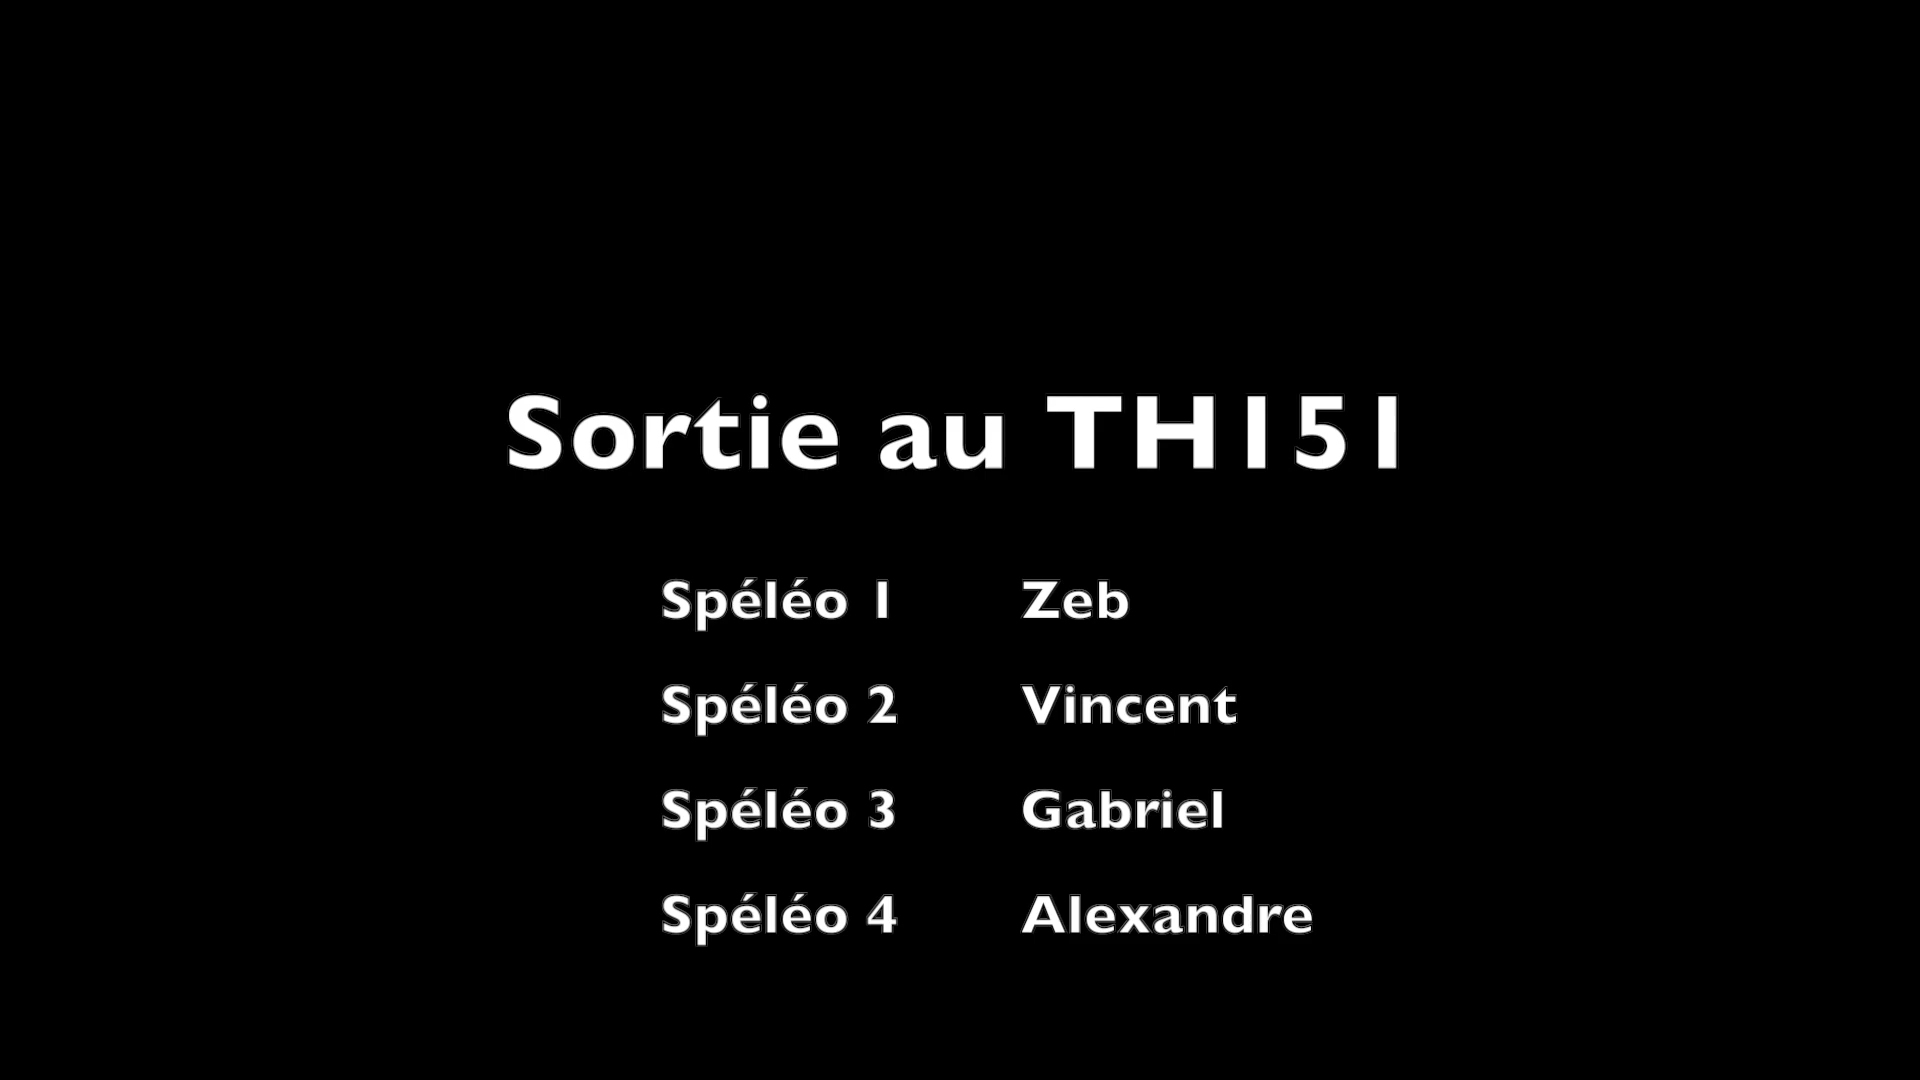 Sortie au TH151
Spéléo 1 Zeb
Spéléo 2 Vincent
Spéléo 3 Gabriel
Spéléo 4 Alexandre